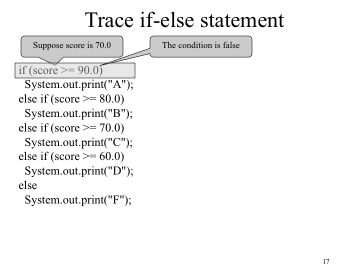 Trace if-else statement
Suppose score is 70.0
The condition is false
if (score >= 90.0)
System.out.print("A");
else if (score >= 80.0)
System.out.print("B");
else if (score >= 70.0)
System.out.print("C");
else if (score >= 60.0)
System.out.print("D");
else
System.out.print("F");
17